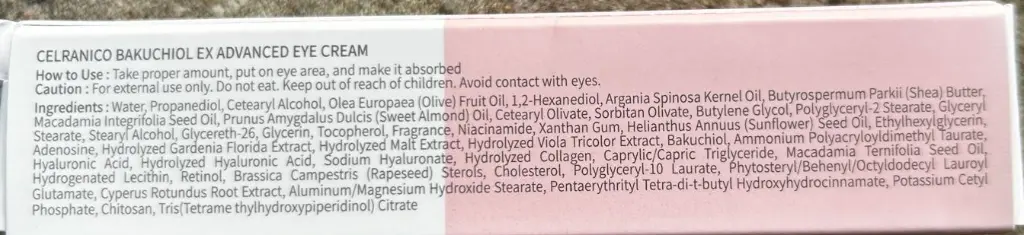 CELRANICO BAKUCHIOL EX ADVANCED EYE CREAM
How to Use : Take proper amount, put on eye area, and make it absorbed
Caution : For external use only. Do not eat. Keep out of reach of children. Avoid contact with eyes.
Ingredients : Water, Propanediol, Cetearyl Alcohol, Olea Europaea (Olive) Fruit Oil, 1,2-Hexanediol, Argania Spinosa Kernel Oil, Butyrospermum Parkii (Shea) Butter,
Macadamia Integrifolia Seed Oil, Prunus Amygdalus Dulcis (Sweet Almond) Oil, Cetearyl Olivate, Sorbitan Olivate, Butylene Glycol, Polyglyceryl-2 Stearate, Glyceryl
Stearate, Stearyl Alcohol, Glycereth-26, Glycerin, Tocopherol, Fragrance, Niacinamide, Xanthan Gum, Helianthus Annuus (Sunflower) Seed Oil, Ethylhexylglycerin,
Adenosine, Hydrolyzed Gardenia Florida Extract, Hydrolyzed Malt Extract, Hydrolyzed Viola Tricolor Extract, Bakuchiol, Ammonium Polyacryloyldimethyl Taurate,
Hyaluronic Acid, Hydrolyzed Hyaluronic Acid, Sodium Hyaluronate, Hydrolyzed Collagen, Caprylic/Capric Triglyceride, Macadamia Ternifolia Seed Oil,
Hydrogenated Lecithin, Retinol, Brassica Campestris (Rapeseed) Sterols, Cholesterol, Polyglyceryl-10 Laurate, Phytosteryl/Behenyl/Octyldodecyl Lauroyl
Glutamate, Cyperus Rotundus Root Extract, Aluminum/Magnesium Hydroxide Stearate, Pentaerythrityl Tetra-di-t-butyl Hydroxyhydrocinnamate, Potassium Cetyl
Phosphate, Chitosan, Tris(Tetrame thylhydroxypiperidinol) Citrate